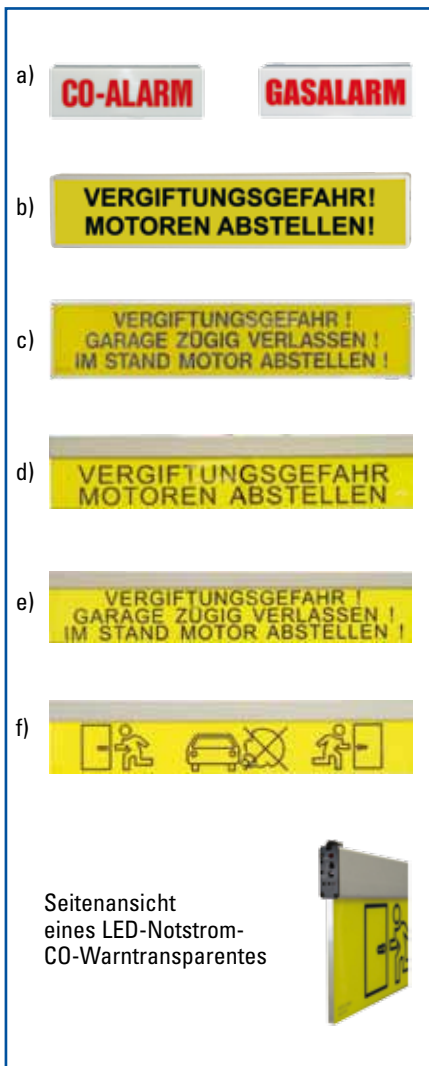 a)
CO-ALARM GASALARM
b)
VERGIFTUNGSGEFAHR!
MOTOREN ABSTELLEN!
c)
VERGIFTUNGSGEFAHR !
GARAGE ZÜGIG VERLASSEN !
IM STAND MOTOR ABSTELLEN !
d)
VERGIFTUNGSGEFAHR
MOTOREN ABSTELLEN
e)
VERGIFTUNGSGEFAHR !
GARAGE ZÜGIG VERLASSEN !
IM STAND MOTOR ABSTELLEN !
f)
Seitenansicht
eines LED-Notstrom-
CO-Warntransparentes